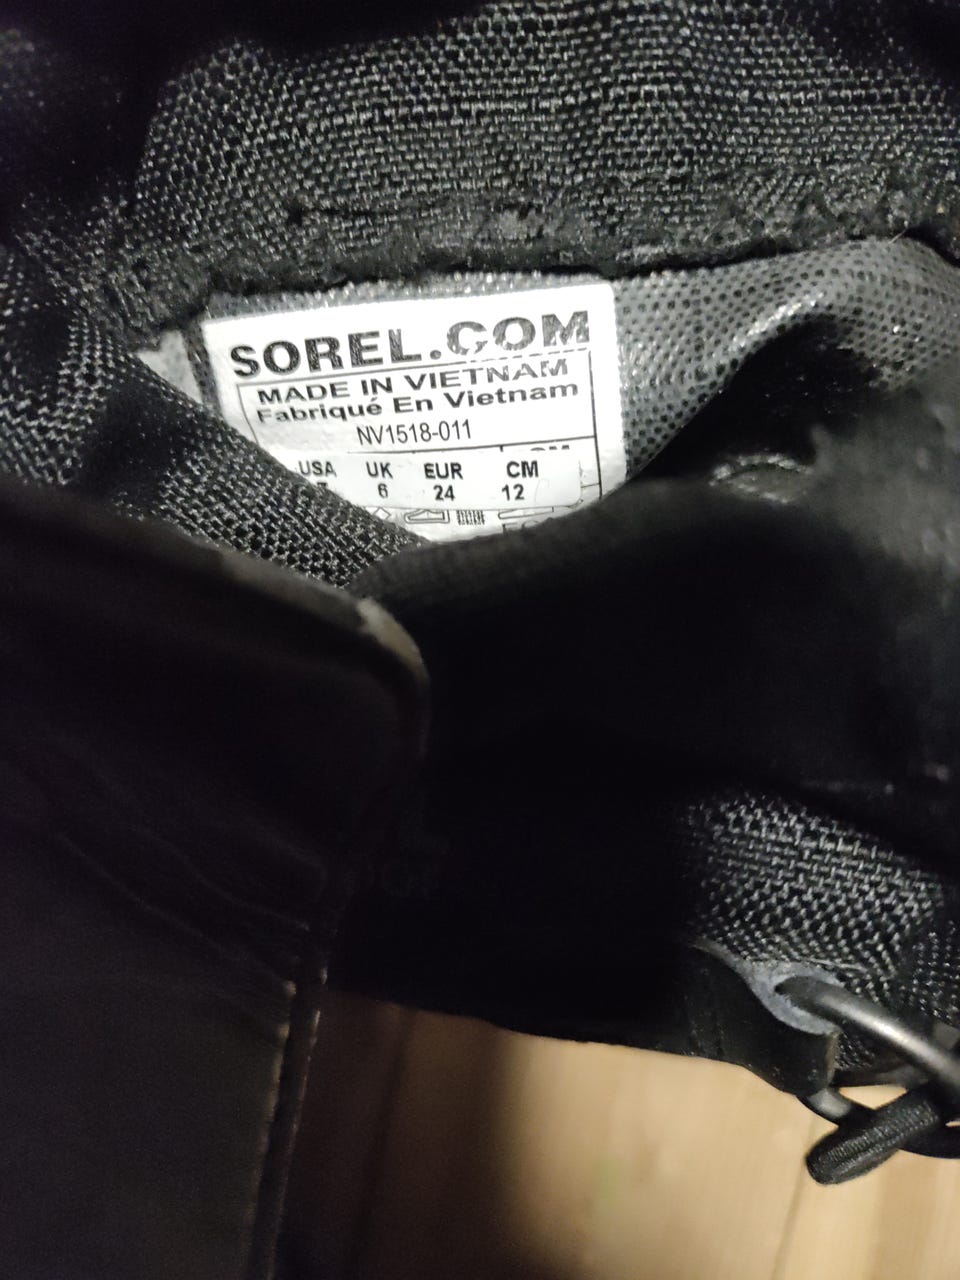 SOREL.COM
MADE IN VIETNAM
Fabriqué En Vietnam
NV1518-011
USA UK EUR CM
6 24 12